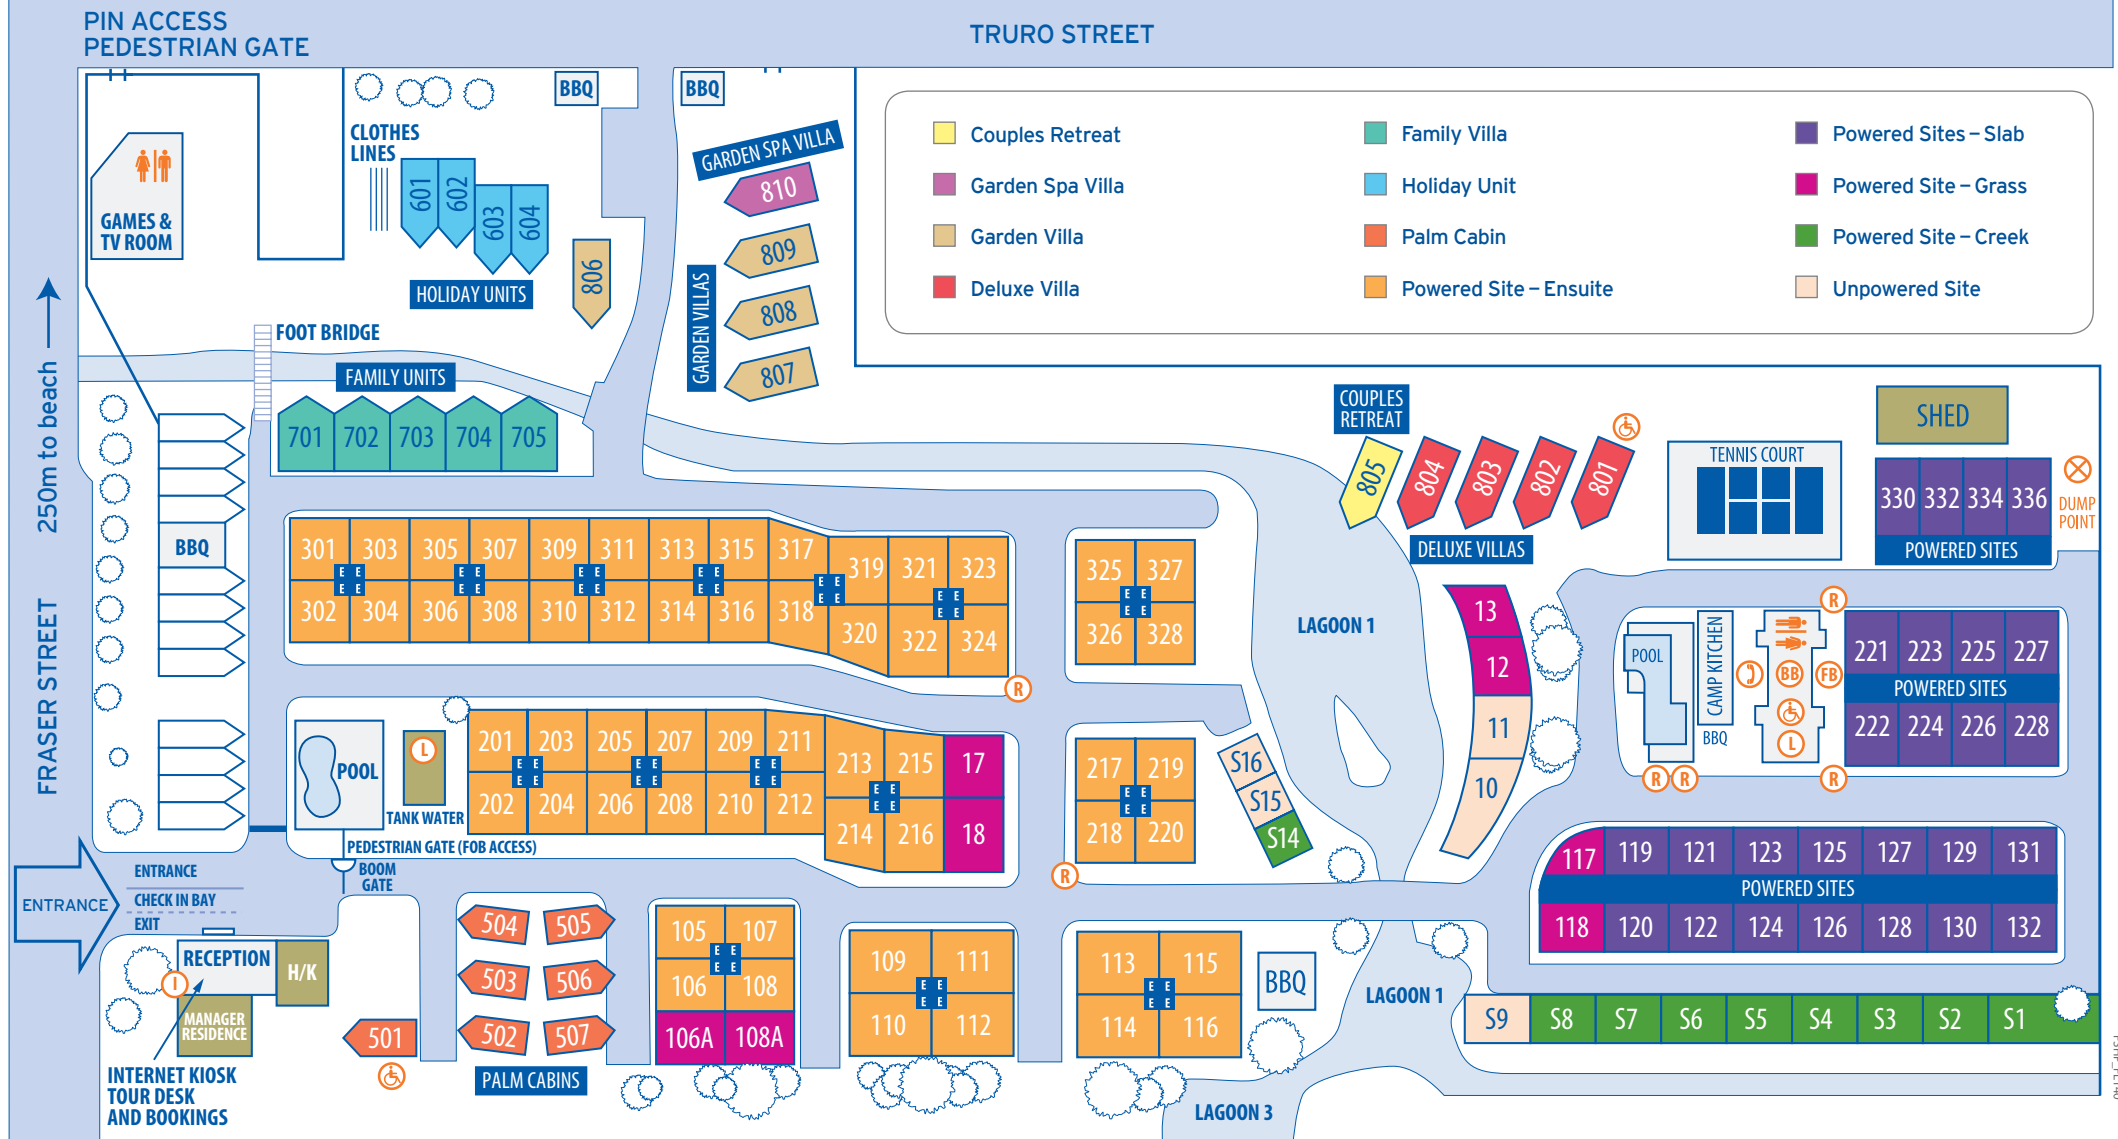 PIN ACCESS
PEDESTRIAN GATE
TRURO STREET
BBQ
BBQ
CLOTHES
LINES
GAMES &
TV ROOM
601
602
603
604
HOLIDAY UNITS
806
GARDEN SPA VILLA
810
809
808
807
GARDEN VILLAS
Couples Retreat
Garden Spa Villa
Garden Villa
Deluxe Villa
Family Villa
Holiday Unit
Palm Cabin
Powered Site – Ensuite
Powered Sites – Slab
Powered Site – Grass
Powered Site – Creek
Unpowered Site
250m to beach
FRASER STREET
FOOT BRIDGE
FAMILY UNITS
701 702 703 704 705
BBQ
COUPLES
RETREAT
805
804
803
802
801
DELUXE VILLAS
TENNIS COURT
SHED
330 332 334 336
POWERED SITES
DUMP
POINT
301 303 305 307 309 311 313 315 317 319 321 323
E E E E E E E E E E E E
E E E E E E E E E E E E
302 304 306 308 310 312 314 316 318 320 322 324
R
325 327
E E
E E
326 328
LAGOON 1
13
12
11
10
POOL
CAMP KITCHEN
BBQ
R
BB
FB
L
R R
R
221 223 225 227
POWERED SITES
222 224 226 228
POOL
L
TANK WATER
201 203 205 207 209 211 213 215 17
E E E E E E E E
E E E E E E E E
202 204 206 208 210 212 214 216 18
217 219
E E
E E
218 220
R
S16
S15
S14
PEDESTRIAN GATE (FOB ACCESS)
BOOM
GATE
ENTRANCE
CHECK IN BAY
EXIT
ENTRANCE
117 119 121 123 125 127 129 131
POWERED SITES
118 120 122 124 126 128 130 132
RECEPTION
H/K
I
MANAGER
RESIDENCE
INTERNET KIOSK
TOUR DESK
AND BOOKINGS
501
504 505
503 506
502 507
PALM CABINS
105 107
E E
E E
106 108
106A 108A
109 111
E E
E E
110 112
113 115
E E
E E
114 116
BBQ
LAGOON 1
S9 S8 S7 S6 S5 S4 S3 S2 S1
LAGOON 3